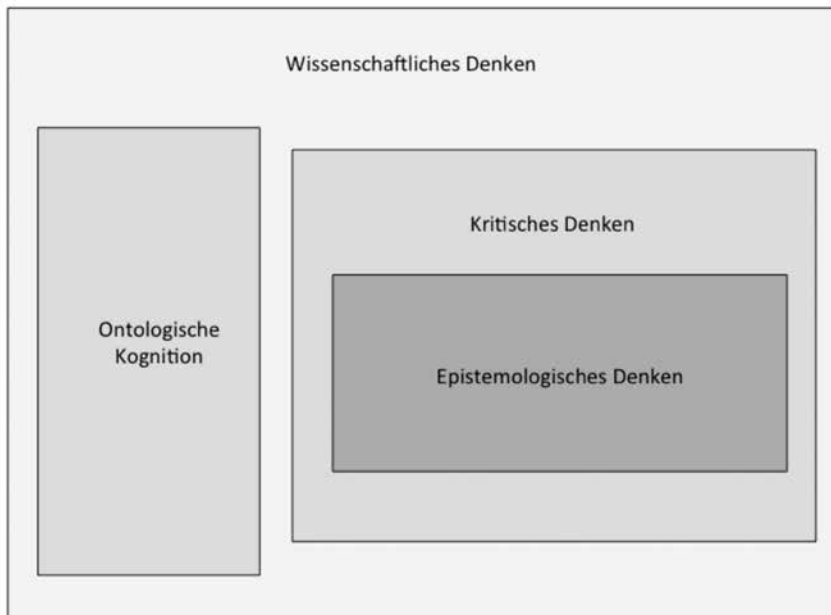 Wissenschaftliches Denken
Kritisches Denken
Ontologische
Kognition
Epistemologisches Denken